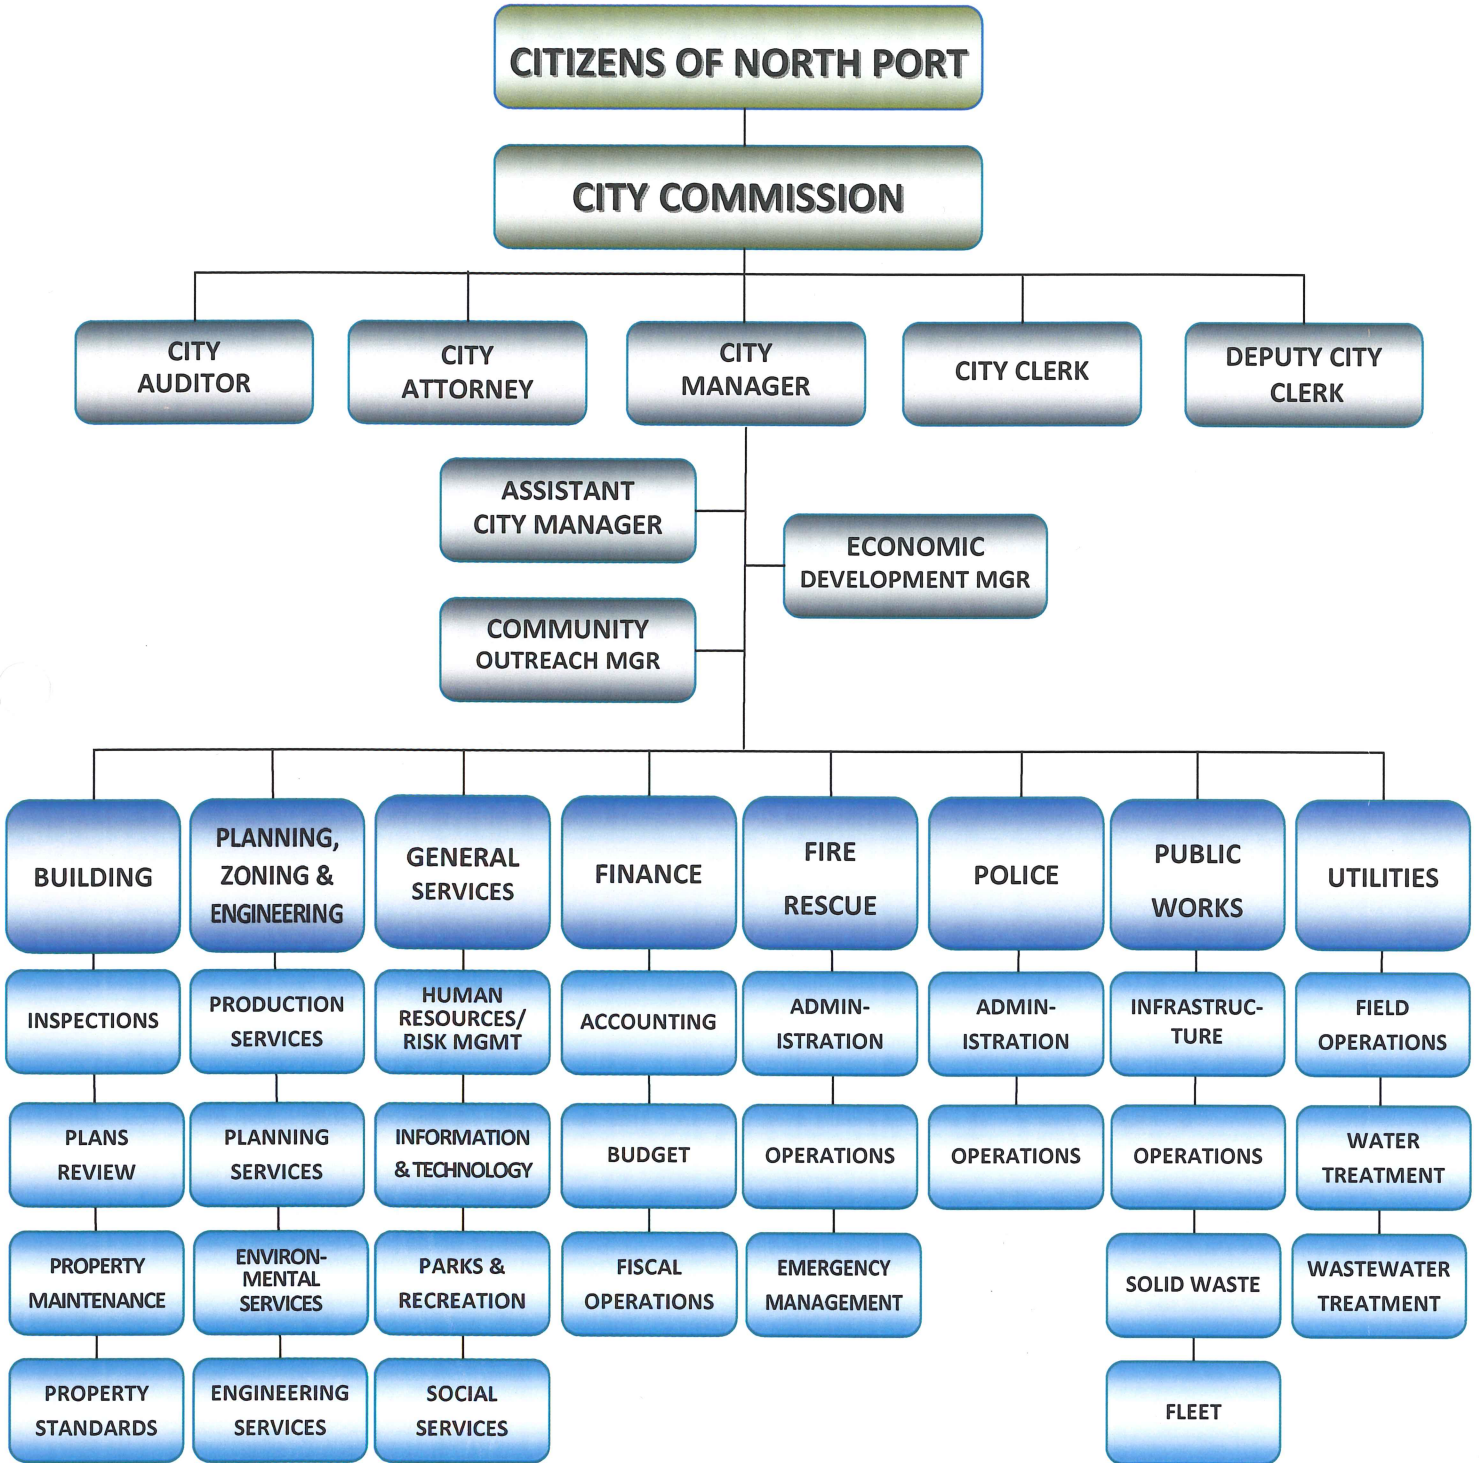 CITIZENS OF NORTH PORT
CITY COMMISSION
CITY
AUDITOR
CITY
ATTORNEY
CITY
MANAGER
CITY CLERK
DEPUTY CITY
CLERK
ASSISTANT
CITY MANAGER
ECONOMIC
DEVELOPMENT MGR
COMMUNITY
OUTREACH MGR
BUILDING
PLANNING,
ZONING &
ENGINEERING
GENERAL
SERVICES
FINANCE
FIRE
RESCUE
POLICE
PUBLIC
WORKS
UTILITIES
INSPECTIONS
PRODUCTION
SERVICES
HUMAN
RESOURCES/
RISK MGMT
ACCOUNTING
ADMIN-
ISTRATION
ADMIN-
ISTRATION
INFRASTRUC-
TURE
FIELD
OPERATIONS
PLANS
REVIEW
PLANNING
SERVICES
INFORMATION
& TECHNOLOGY
BUDGET
OPERATIONS
OPERATIONS
OPERATIONS
WATER
TREATMENT
PROPERTY
MAINTENANCE
ENVIRON-
MENTAL
SERVICES
PARKS &
RECREATION
FISCAL
OPERATIONS
EMERGENCY
MANAGEMENT
SOLID WASTE
WASTEWATER
TREATMENT
PROPERTY
STANDARDS
ENGINEERING
SERVICES
SOCIAL
SERVICES
FLEET